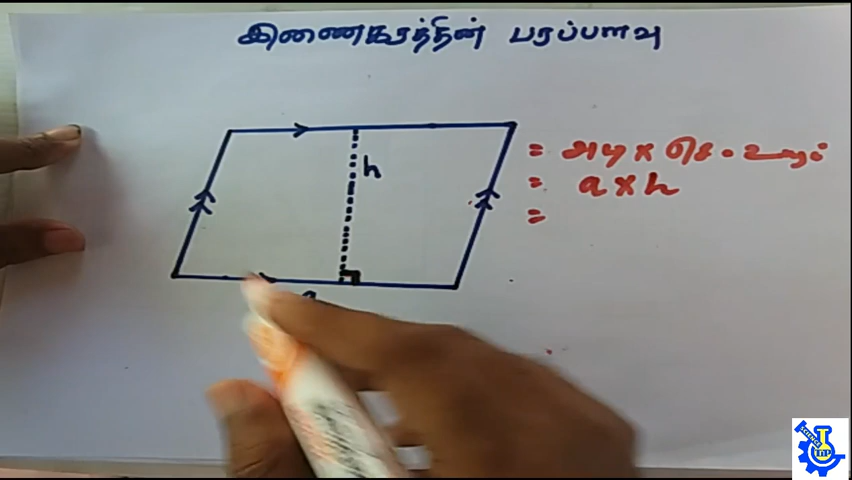 இணைகரத்தின் பரப்பளவு
h
= அடி × செ.உயரம்
= a × h
=
a